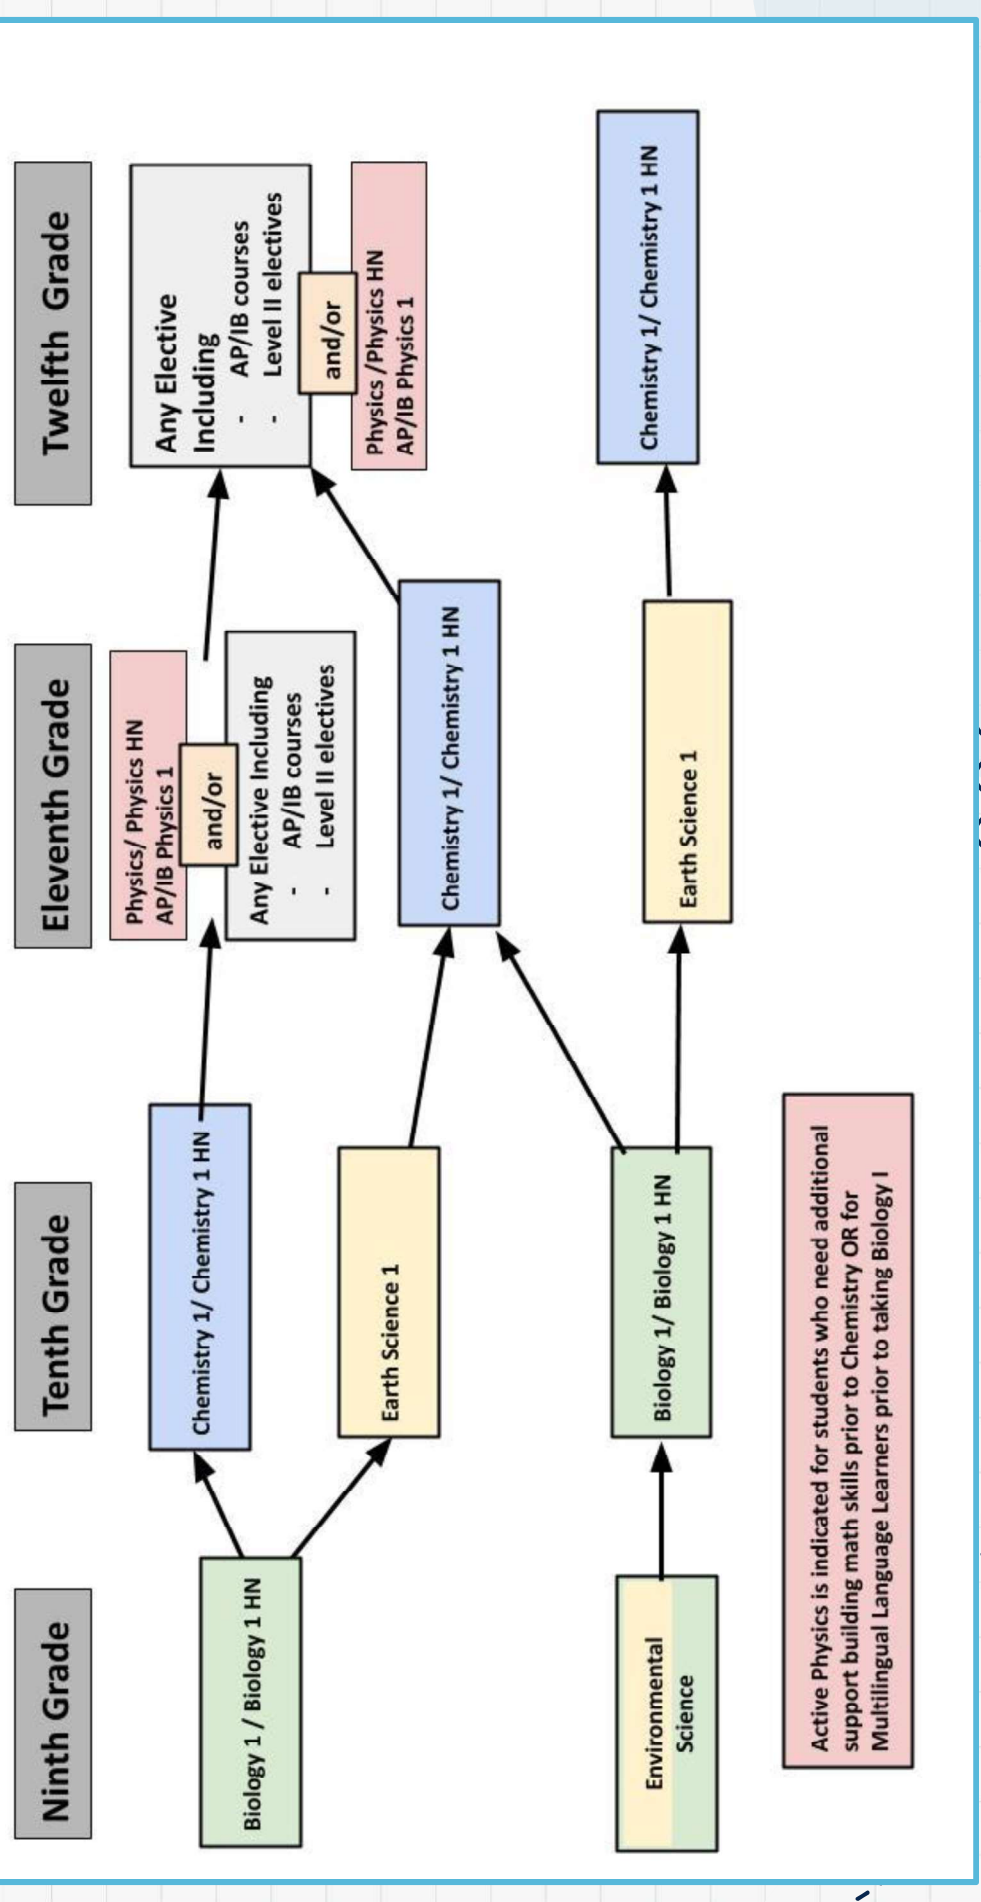 Ninth Grade
Tenth Grade
Eleventh Grade
Twelfth Grade
Biology 1 / Biology 1 HN
Chemistry 1/ Chemistry 1 HN
Physics/ Physics HN
AP/IB Physics 1
and/or
Any Elective Including
- AP/IB courses
- Level II electives
Any Elective
Including
- AP/IB courses
- Level II electives
and/or
Physics /Physics HN
AP/IB Physics 1
Earth Science 1
Chemistry 1/ Chemistry 1 HN
Environmental
Science
Biology 1/ Biology 1 HN
Earth Science 1
Chemistry 1/ Chemistry 1 HN
Active Physics is indicated for students who need additional
support building math skills prior to Chemistry OR for
Multilingual Language Learners prior to taking Biology I